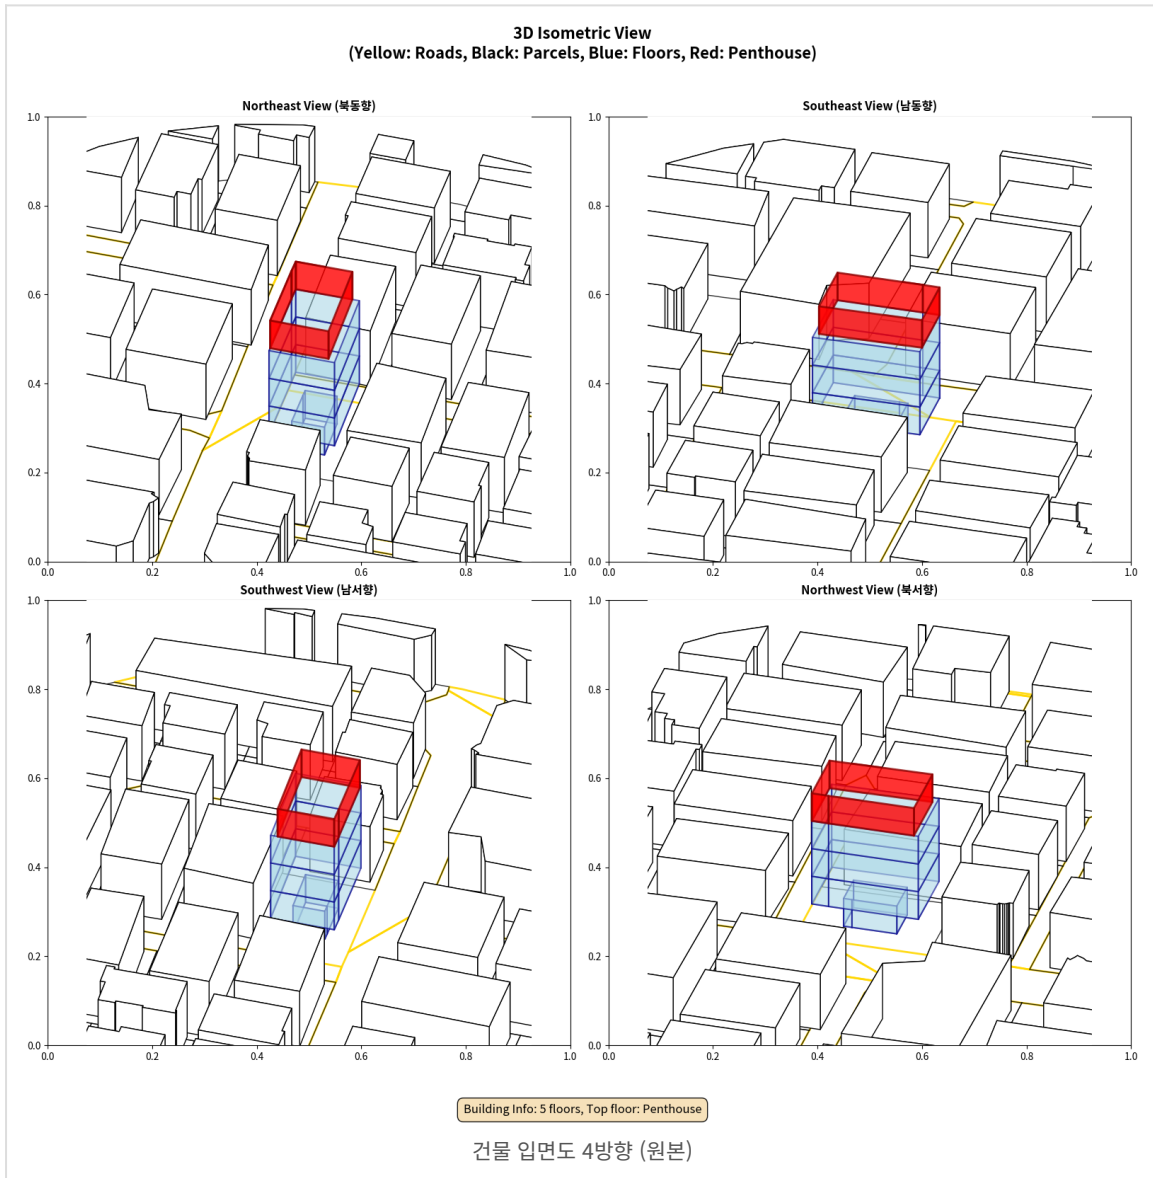 3D Isometric View
(Yellow: Roads, Black: Parcels, Blue: Floors, Red: Penthouse)
Northeast View (북동향)
1.0
0.8
0.6
0.4
0.2
0.0
0.0 0.2 0.4 0.6 0.8 1.0
Southeast View (남동향)
1.0
0.8
0.6
0.4
0.2
0.0
0.0 0.2 0.4 0.6 0.8 1.0
Southwest View (남서향)
1.0
0.8
0.6
0.4
0.2
0.0
0.0 0.2 0.4 0.6 0.8 1.0
Northwest View (북서향)
1.0
0.8
0.6
0.4
0.2
0.0
0.0 0.2 0.4 0.6 0.8 1.0
Building Info: 5 floors, Top floor: Penthouse
건물 입면도 4방향 (원본)